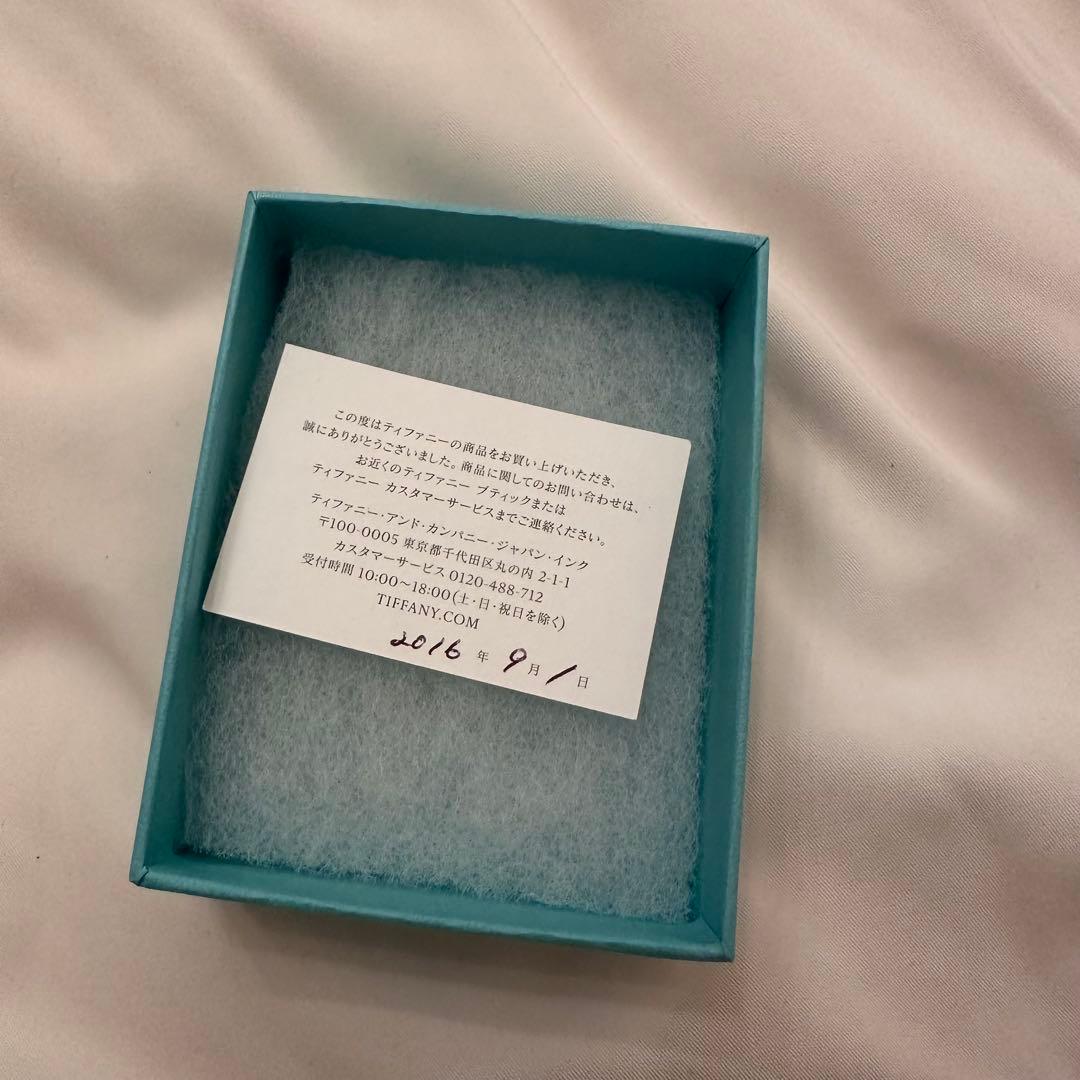 この度はティファニーの商品をお買い上げいただき、
誠にありがとうございました。商品に関してのお問い合わせは、
お近くのティファニー ブティックまたは
ティファニー カスタマーサービスまでご連絡ください。
ティファニー・アンド・カンパニー・ジャパン・インク
〒100-0005 東京都千代田区丸の内 2-1-1
カスタマーサービス 0120-488-712
受付時間 10:00〜18:00(土・日・祝日を除く)
TIFFANY.COM
2016 年 9 月 1 日